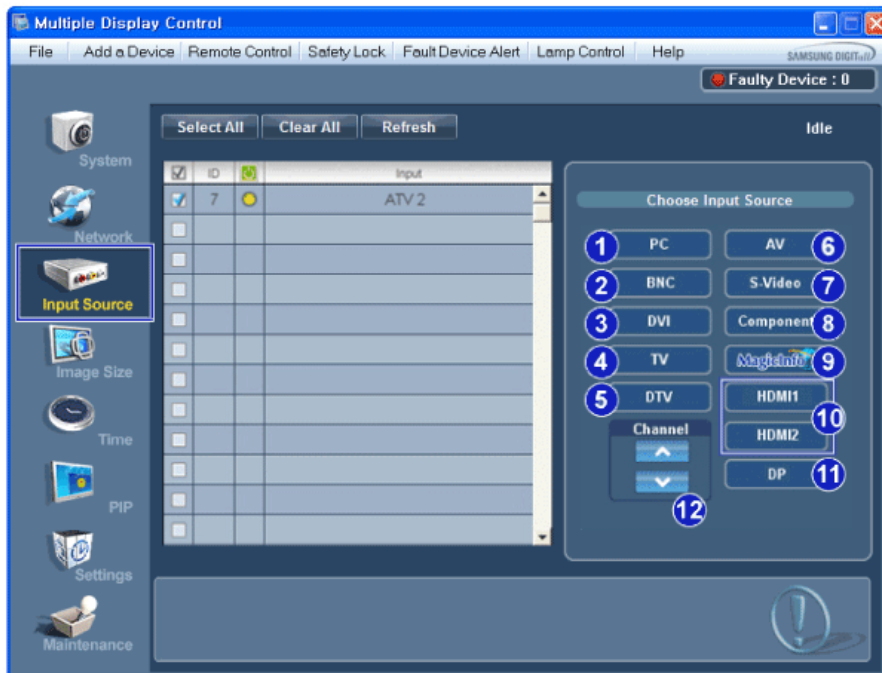 Multiple Display Control
File Add a Device Remote Control Safety Lock Fault Device Alert Lamp Control Help SAMSUNG DIGITall
Faulty Device : 0
Select All Clear All Refresh Idle
System
Network
Input Source
Image Size
Time
PIP
Settings
Maintenance
ID Input
7 ATV 2
Choose Input Source
1 PC AV 6
2 BNC S-Video 7
3 DVI Component 8
4 TV MagicInfo 9
5 DTV HDMI1
10
Channel HDMI2
DP 11
12